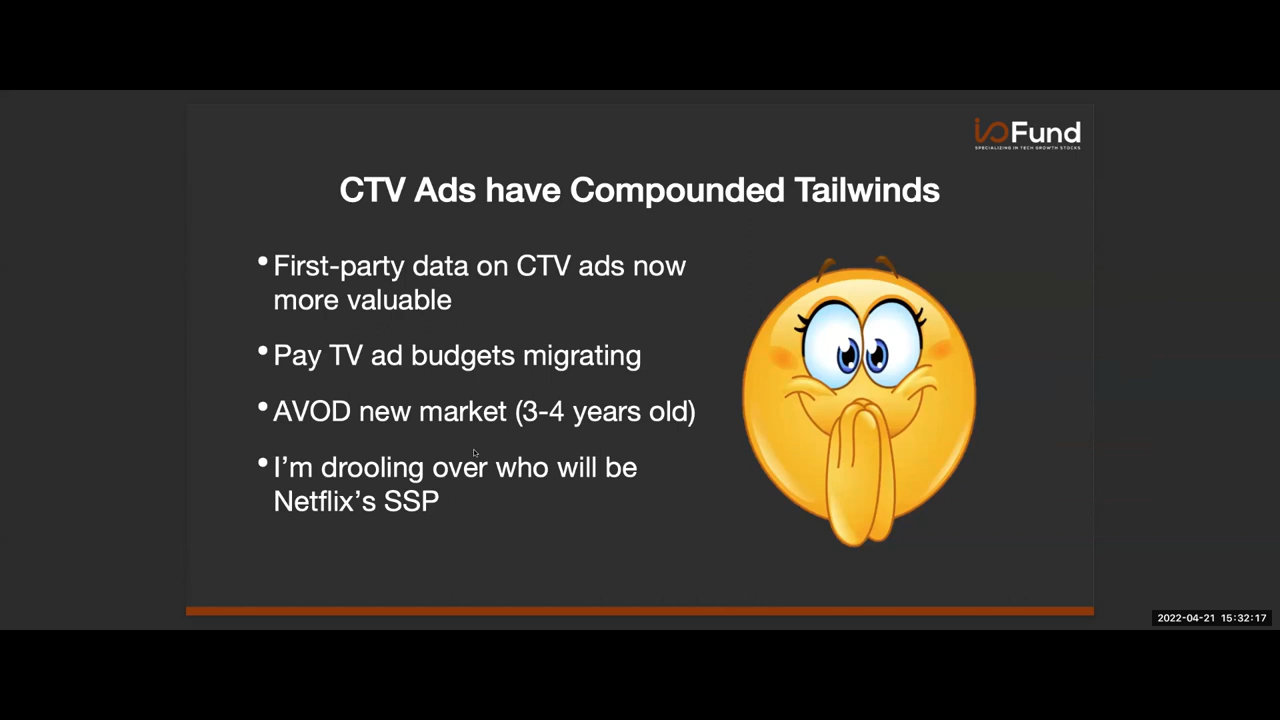 ioFund
SPECIALIZING IN TECH GROWTH STOCKS
CTV Ads have Compounded Tailwinds
• First-party data on CTV ads now
more valuable
• Pay TV ad budgets migrating
• AVOD new market (3-4 years old)
• I’m drooling over who will be
Netflix’s SSP
2022-04-21 15:32:17